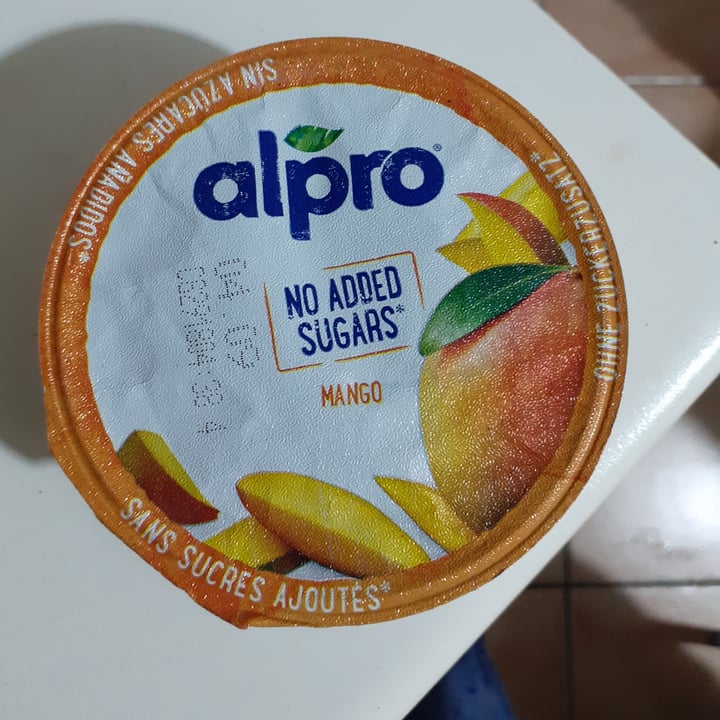 SIN AZÚCARES AÑADIDOS*
alpro®
NO ADDED
SUGARS*
MANGO
OHNE ZUCKERZUSATZ*
SANS SUCRES AJOUTÉS*